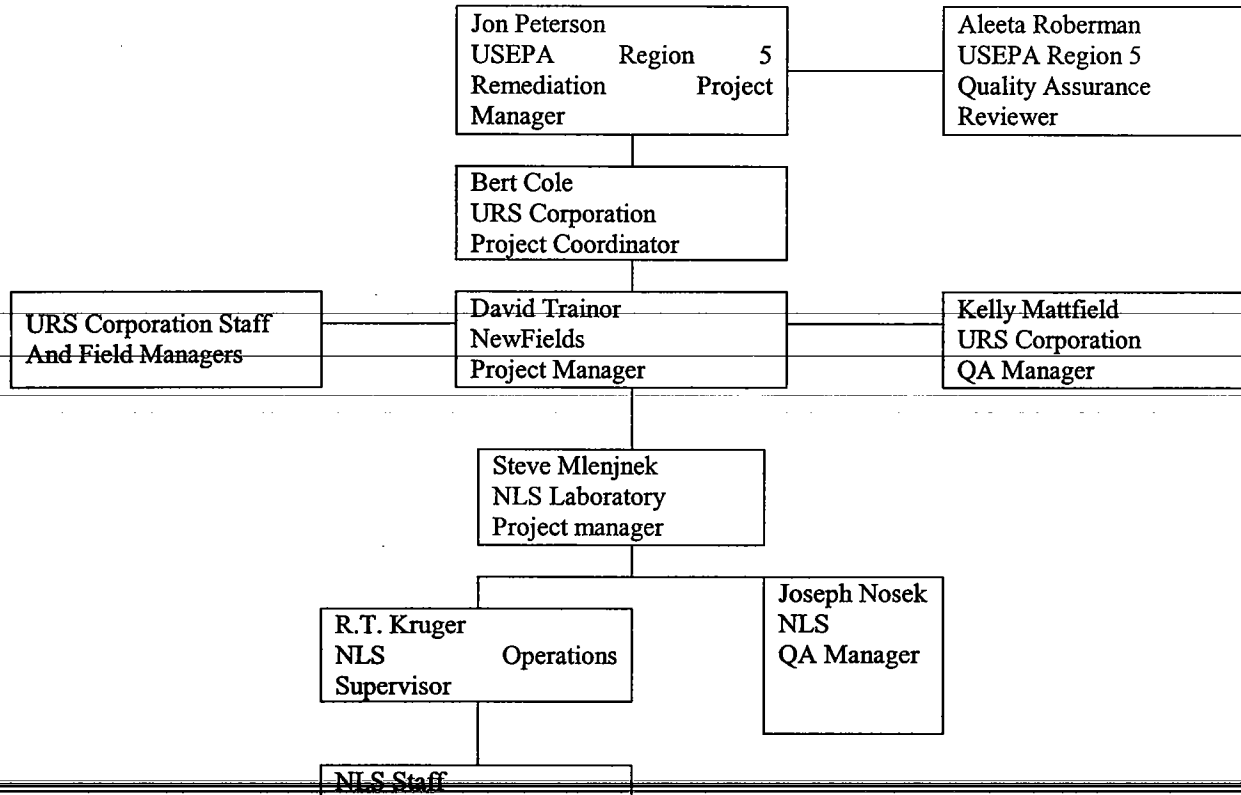 Jon Peterson
USEPA Region 5
Remediation Project
Manager
Aleeta Roberman
USEPA Region 5
Quality Assurance
Reviewer
Bert Cole
URS Corporation
Project Coordinator
URS Corporation Staff
And Field Managers
David Trainor
NewFields
Project Manager
Kelly Mattfield
URS Corporation
QA Manager
Steve Mlenjnek
NLS Laboratory
Project manager
R.T. Kruger
NLS Operations
Supervisor
Joseph Nosek
NLS
QA Manager
NLS Staff